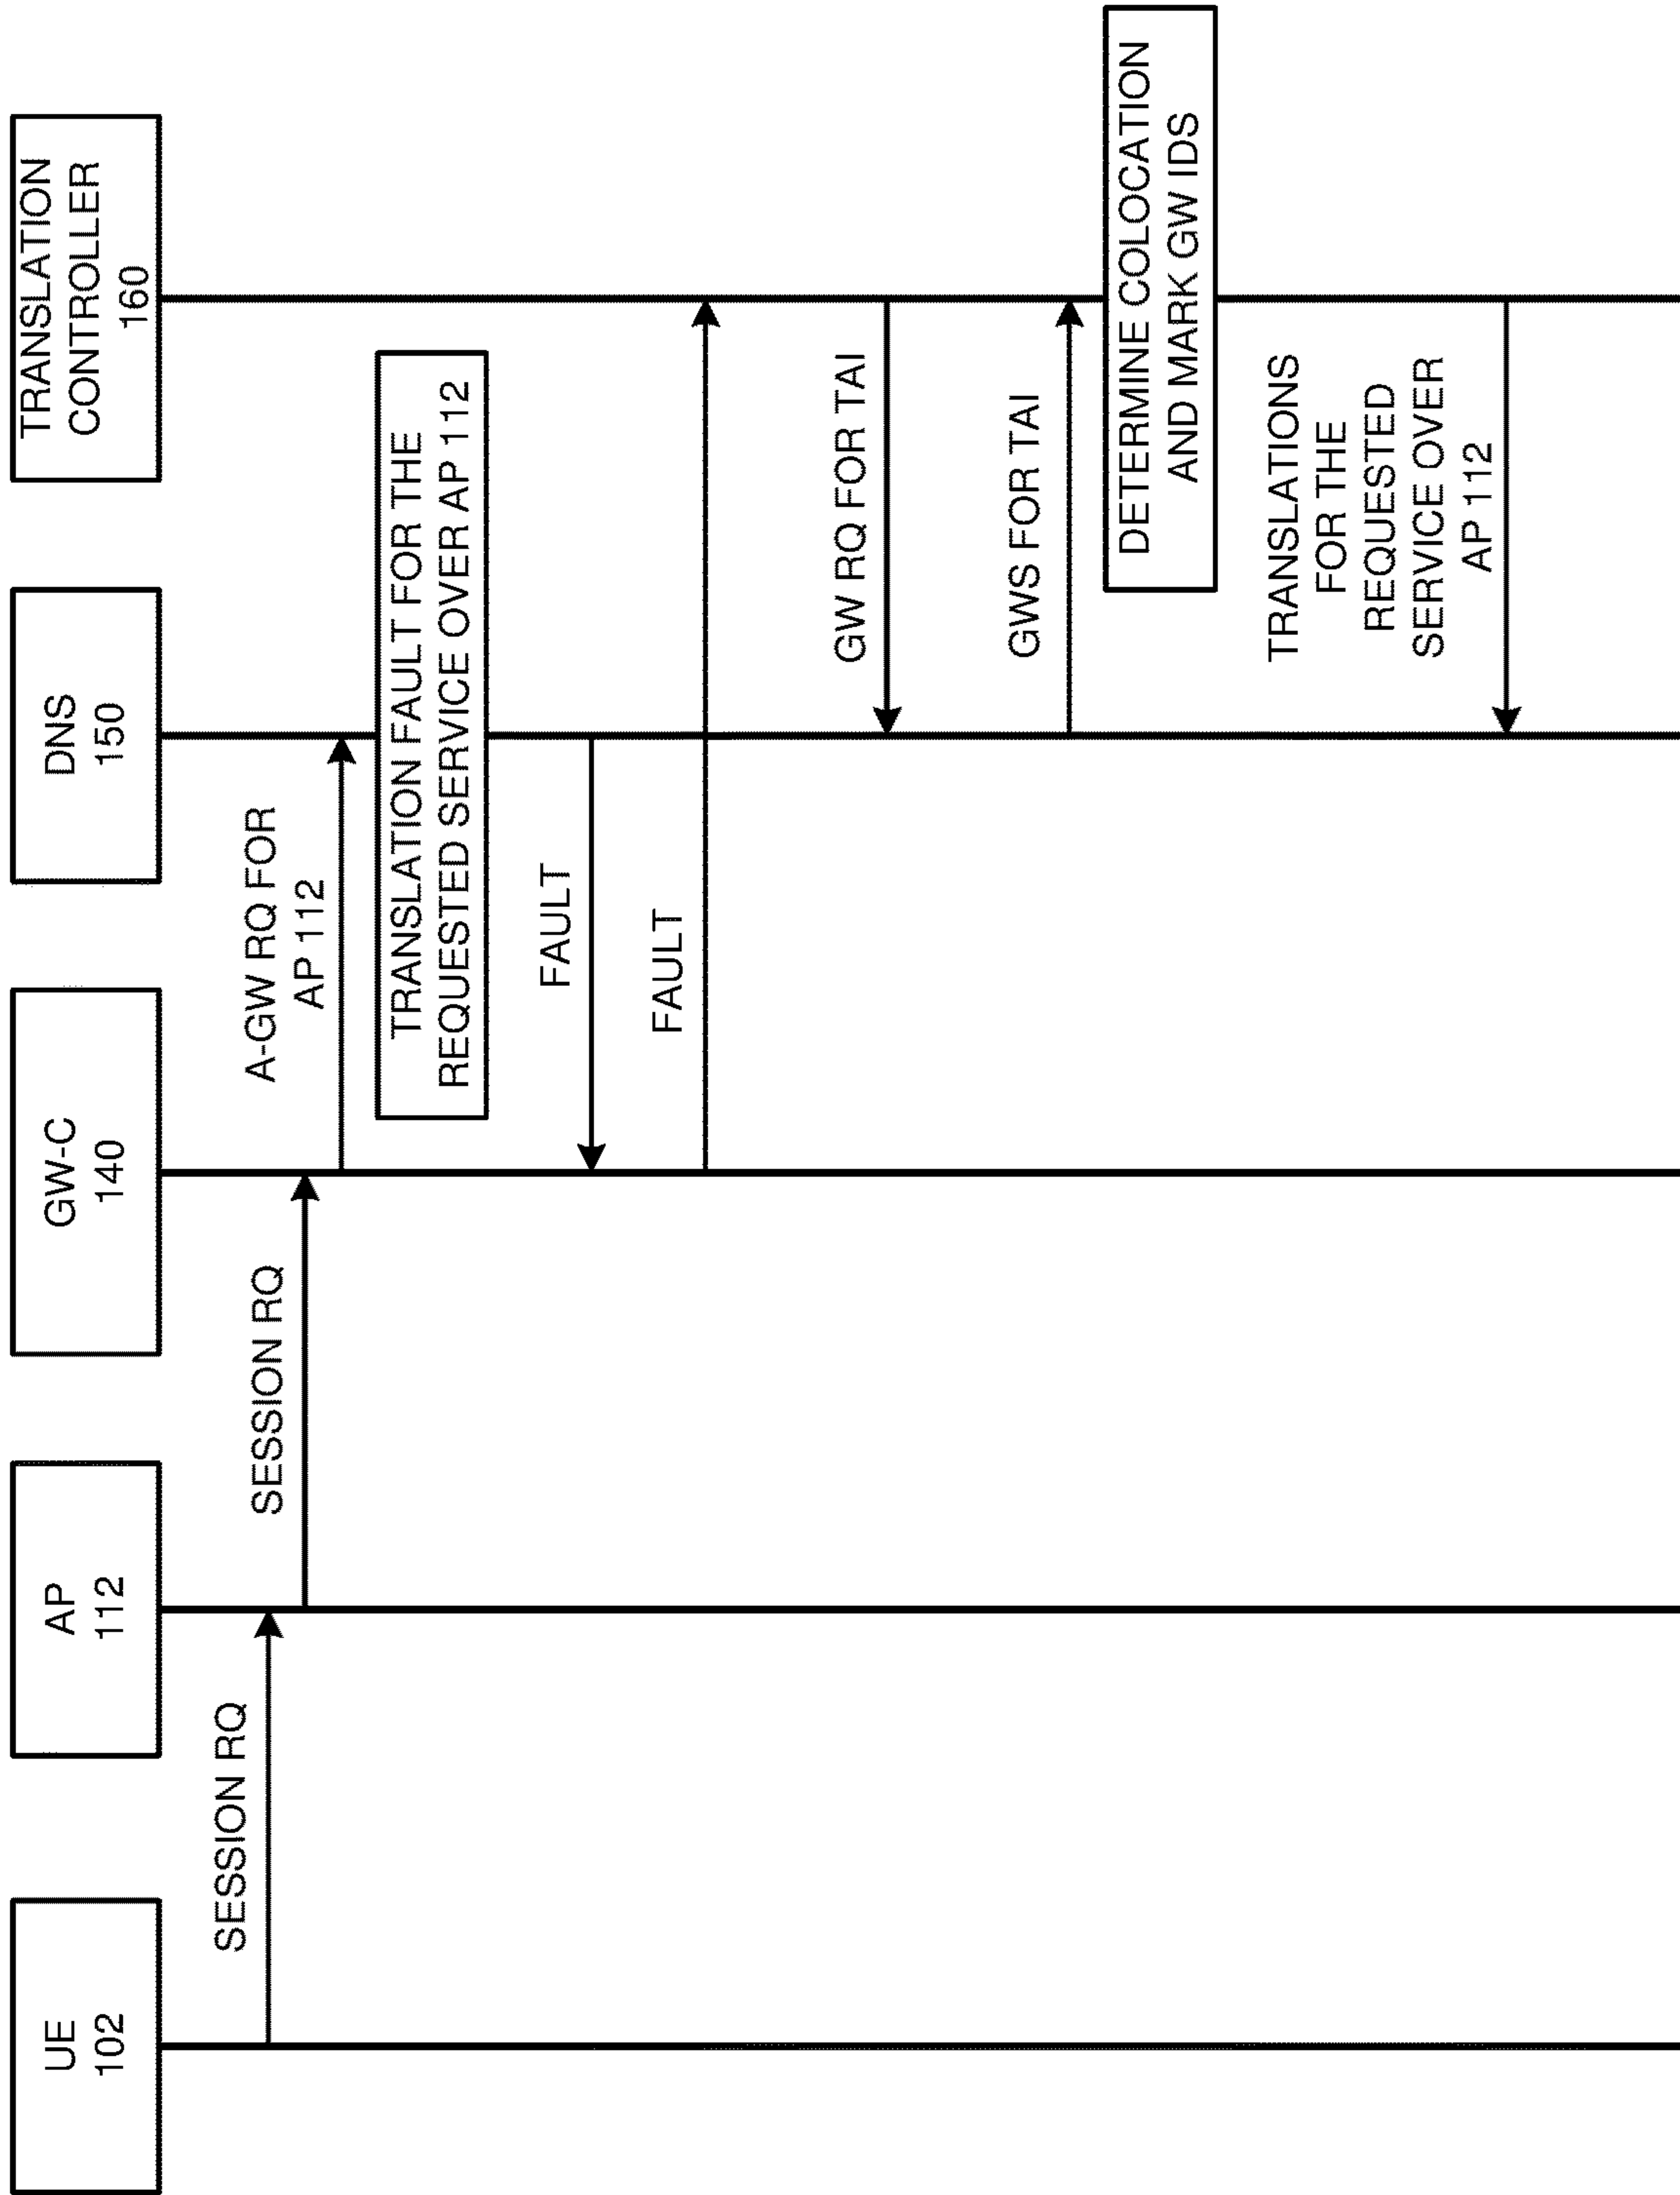 UE
102
AP
112
GW-C
140
DNS
150
TRANSLATION
CONTROLLER
160
SESSION RQ
SESSION RQ
A-GW RQ FOR
AP 112
TRANSLATION FAULT FOR THE
REQUESTED SERVICE OVER AP 112
FAULT
FAULT
GW RQ FOR TAI
GWS FOR TAI
DETERMINE COLOCATION
AND MARK GW IDS
TRANSLATIONS
FOR THE
REQUESTED
SERVICE OVER
AP 112